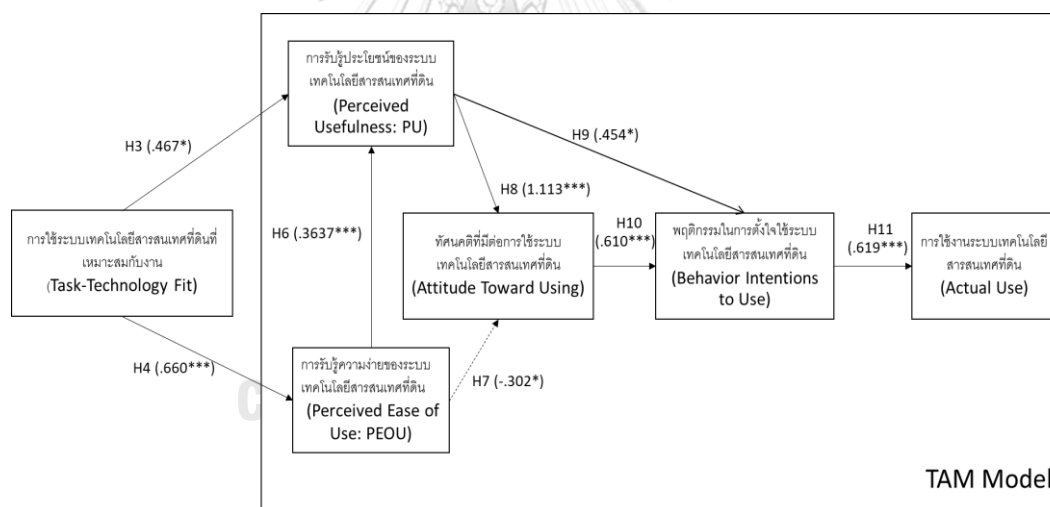 การรับรู้ประโยชน์ของระบบ
เทคโนโลยีสารสนเทศที่ดิน
(Perceived
Usefulness: PU)
H3 (.467*)
H9 (.454*)
H8 (1.113***)
H6 (.3637***)
การใช้ระบบเทคโนโลยีสารสนเทศที่ดินที่
เหมาะสมกับงาน
(Task-Technology Fit)
ทัศนคติที่มีต่อการใช้ระบบ
เทคโนโลยีสารสนเทศที่ดิน
(Attitude Toward Using)
H10
(.610***)
พฤติกรรมในการตั้งใจใช้ระบบ
เทคโนโลยีสารสนเทศที่ดิน
(Behavior Intentions
to Use)
H11
(.619***)
การใช้งานระบบเทคโนโลยี
สารสนเทศที่ดิน
(Actual Use)
H4 (.660***)
H7 (-.302*)
การรับรู้ความง่ายของระบบ
เทคโนโลยีสารสนเทศที่ดิน
(Perceived Ease of
Use: PEOU)
C
TAM Model